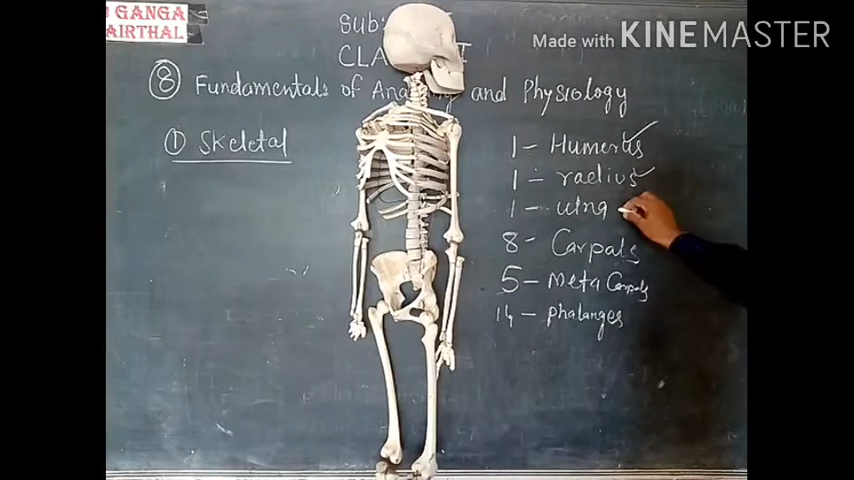 GANGA
AIRTHAL
Made with KINEMASTER
SUB
CLA
⑧ Fundamentals of Ana and Physiology
① Skeletal
1 - Humerus
1 - radius
1 - ulna
8 - Carpals
5 - Meta Carpals
14 - phalanges